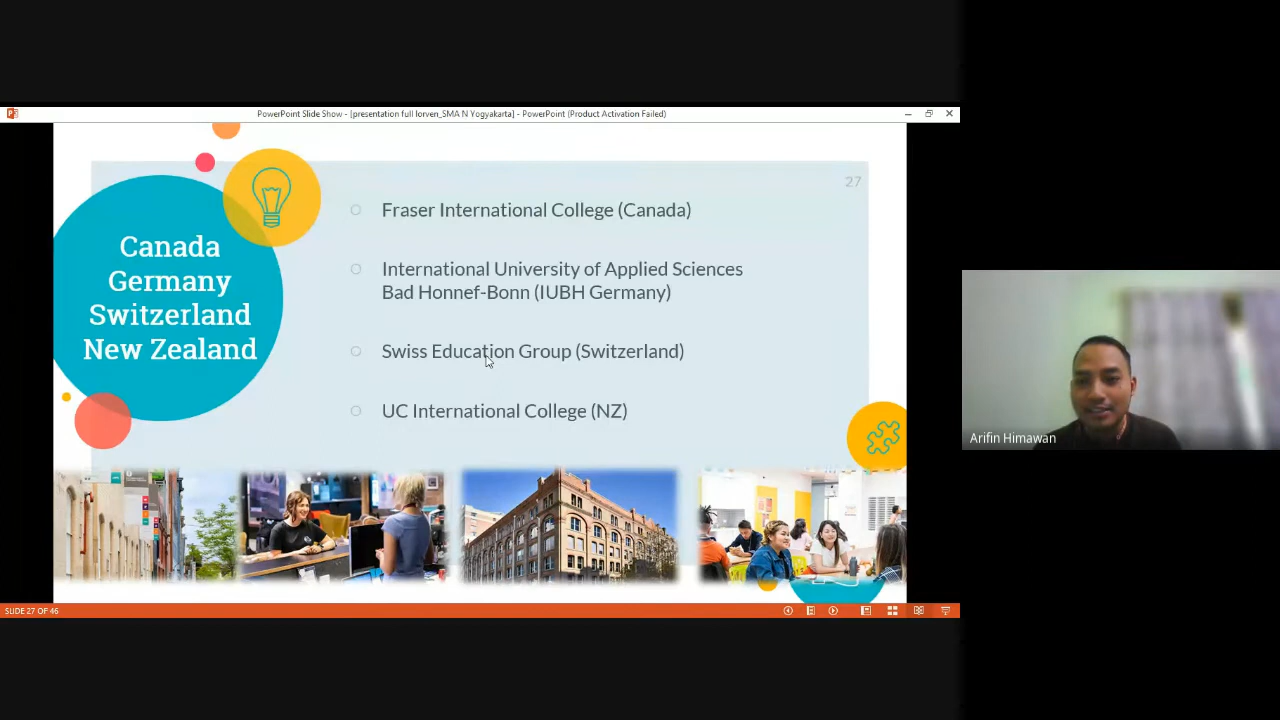 PowerPoint Slide Show - [presentation full lorven_SMA N Yogyakarta] - PowerPoint (Product Activation Failed)
27
Canada
Germany
Switzerland
New Zealand
Fraser International College (Canada)
International University of Applied Sciences
Bad Honnef-Bonn (IUBH Germany)
Swiss Education Group (Switzerland)
UC International College (NZ)
SLIDE 27 OF 46
Arifin Himawan